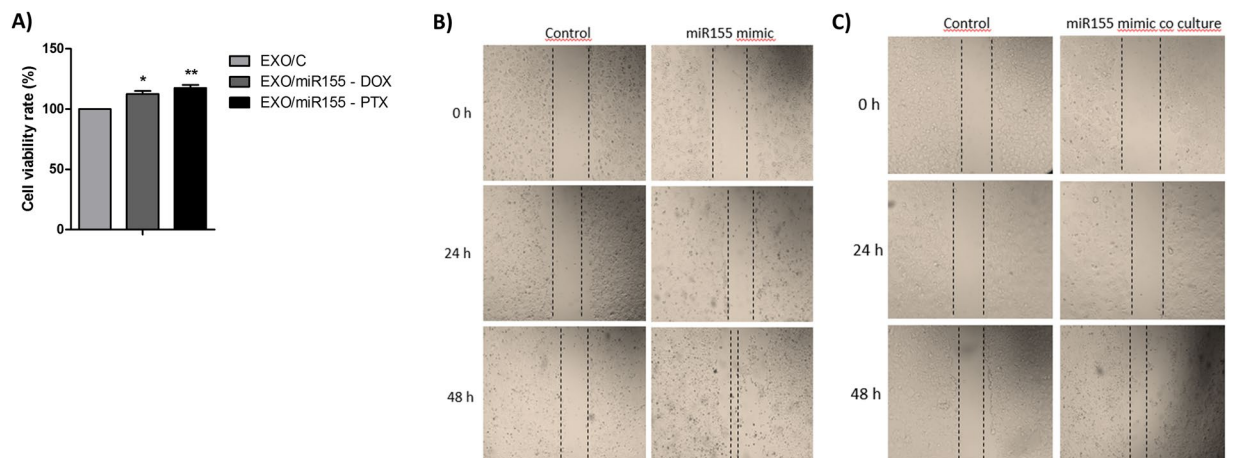 A)
150
100
50
0
Cell viability rate (%)
*
**
EXO/C
EXO/miR155 - DOX
EXO/miR155 - PTX
B)
Control
miR155 mimic
0 h
24 h
48 h
C)
Control
miR155 mimic co culture
0 h
24 h
48 h